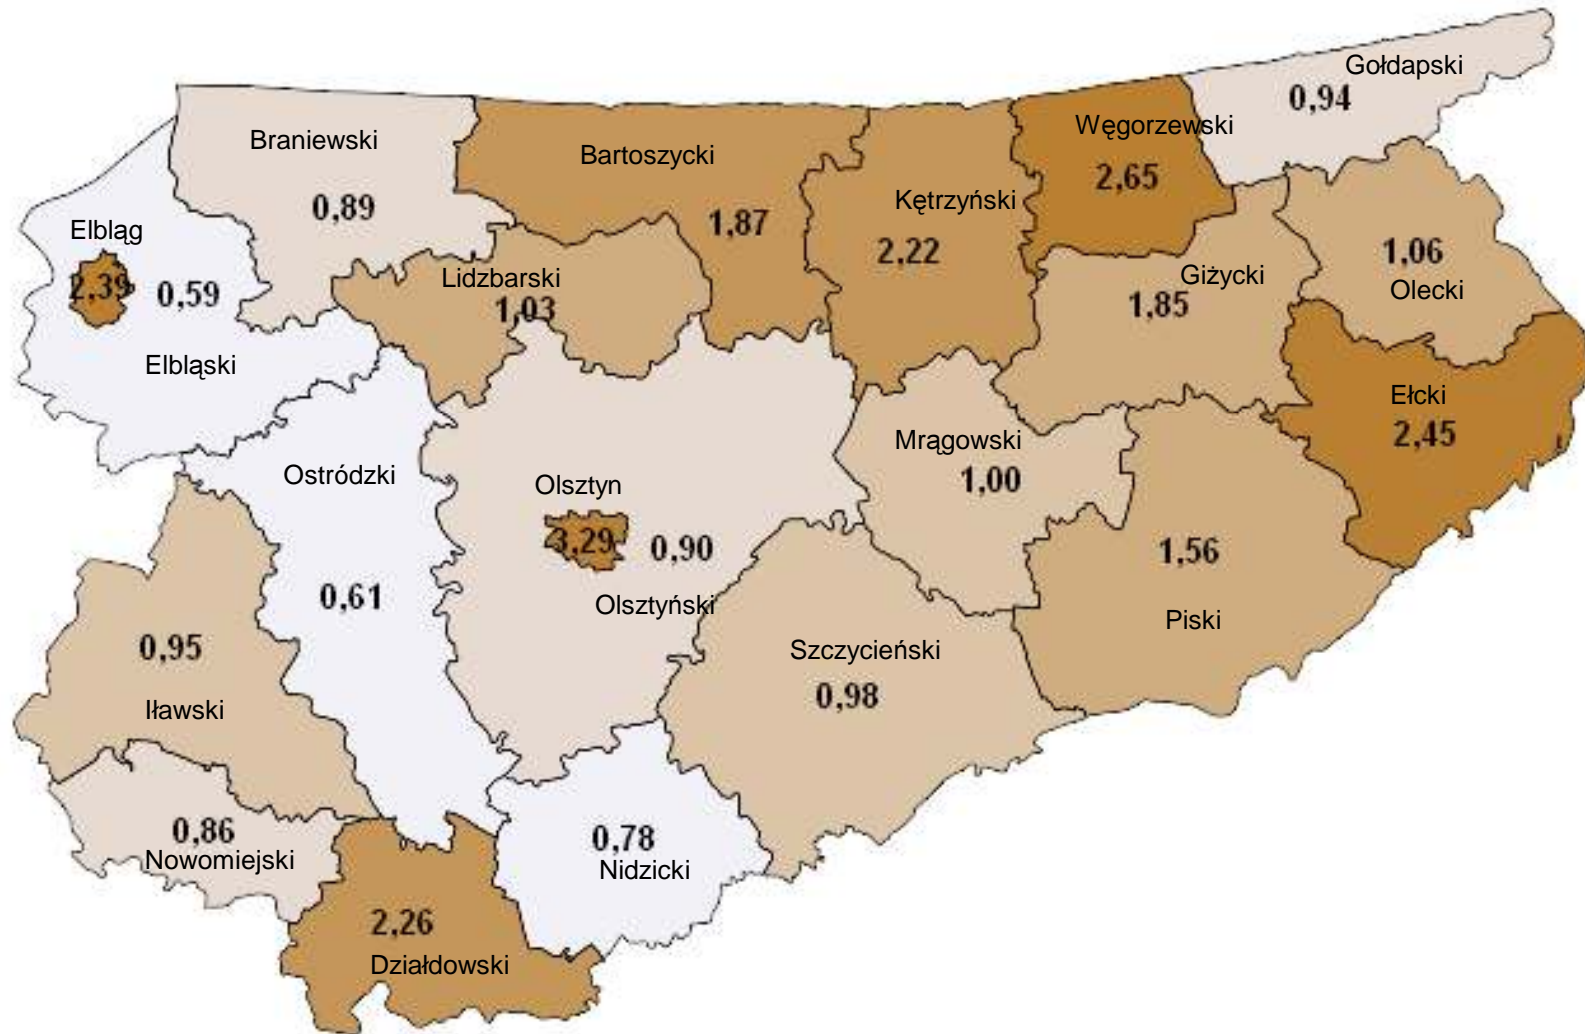 Gołdapski
0,94
Węgorzewski
2,65
Braniewski
0,89
Bartoszycki
1,87
Kętrzyński
2,22
Elbląg
2,39
0,59
Elbląski
Lidzbarski
1,03
Giżycki
1,85
1,06
Olecki
Ełcki
2,45
Mrągowski
1,00
Ostródzki
0,61
Olsztyn
3,29
0,90
Olsztyński
1,56
Piski
0,95
Iławski
Szczycieński
0,98
0,86
Nowomiejski
0,78
Nidzicki
2,26
Działdowski